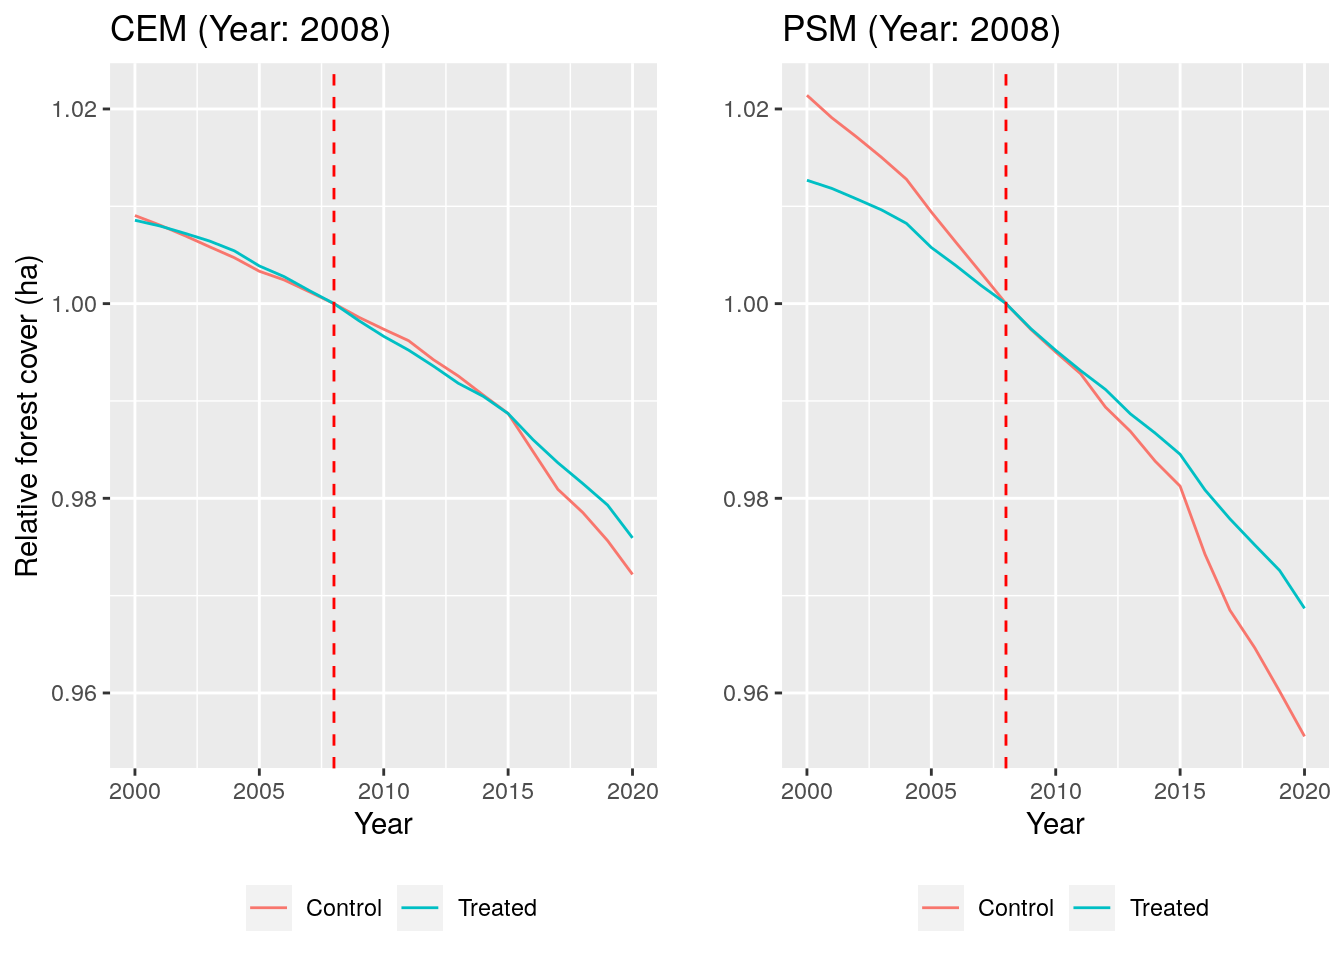 CEM (Year: 2008)
Relative forest cover (ha)
1.02
1.00
0.98
0.96
2000 2005 2010 2015 2020
Year
Control Treated
PSM (Year: 2008)
1.02
1.00
0.98
0.96
2000 2005 2010 2015 2020
Year
Control Treated